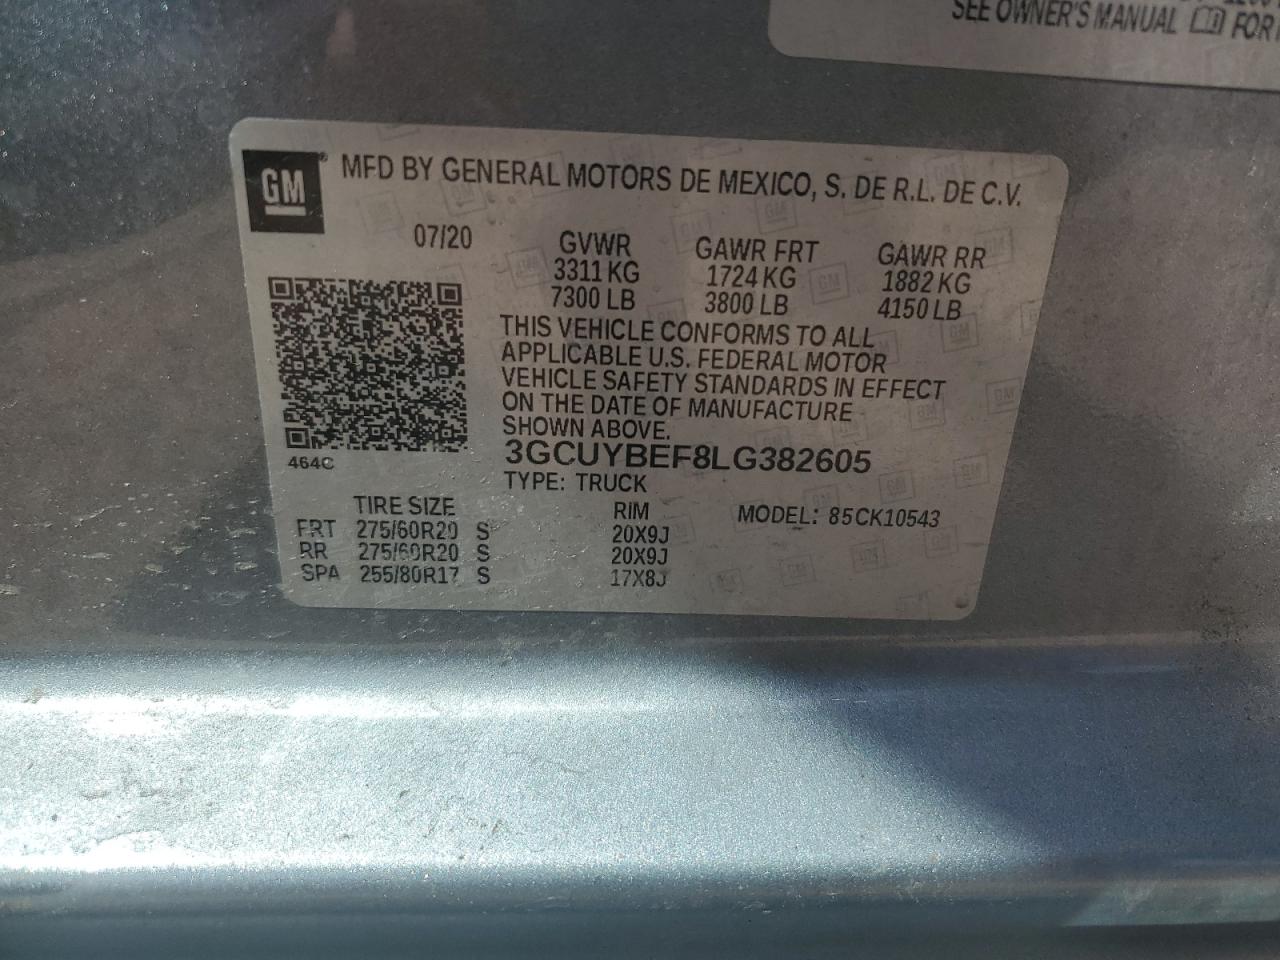 SEE OWNER'S MANUAL FOR
GM
MFD BY GENERAL MOTORS DE MEXICO, S. DE R.L. DE C.V.
07/20
GVWR GAWR FRT GAWR RR
3311 KG 1724 KG 1882 KG
7300 LB 3800 LB 4150 LB
THIS VEHICLE CONFORMS TO ALL
APPLICABLE U.S. FEDERAL MOTOR
VEHICLE SAFETY STANDARDS IN EFFECT
ON THE DATE OF MANUFACTURE
SHOWN ABOVE.
3GCUYBEF8LG382605
464C
TYPE: TRUCK
TIRE SIZE RIM MODEL: 85CK10543
FRT 275/60R20 S 20X9J
RR 275/60R20 S 20X9J
SPA 255/80R17 S 17X8J